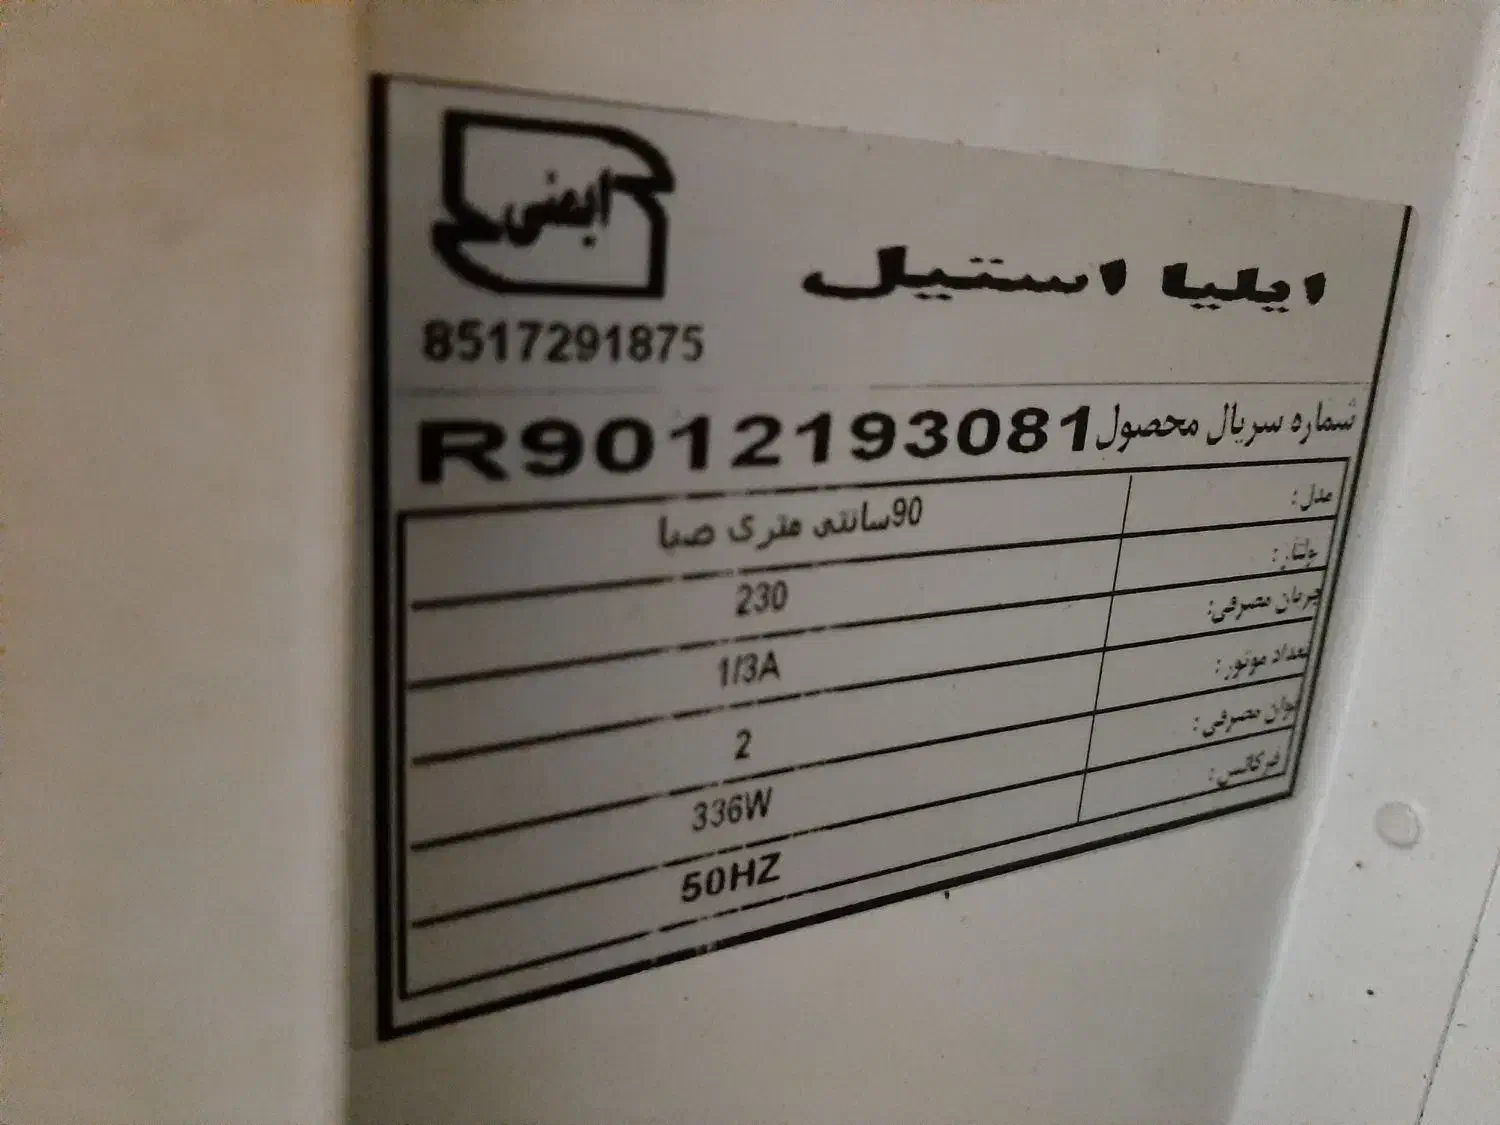 ایمنی
8517291875
ایلیا استیل
شماره سریال محصول R9012193081
مدل : 90سانتی متری صبا
ولتاژ : 230
جریان مصرفی: 1/3A
تعداد موتور : 2
توان مصرفی : 336W
فرکانس : 50HZ